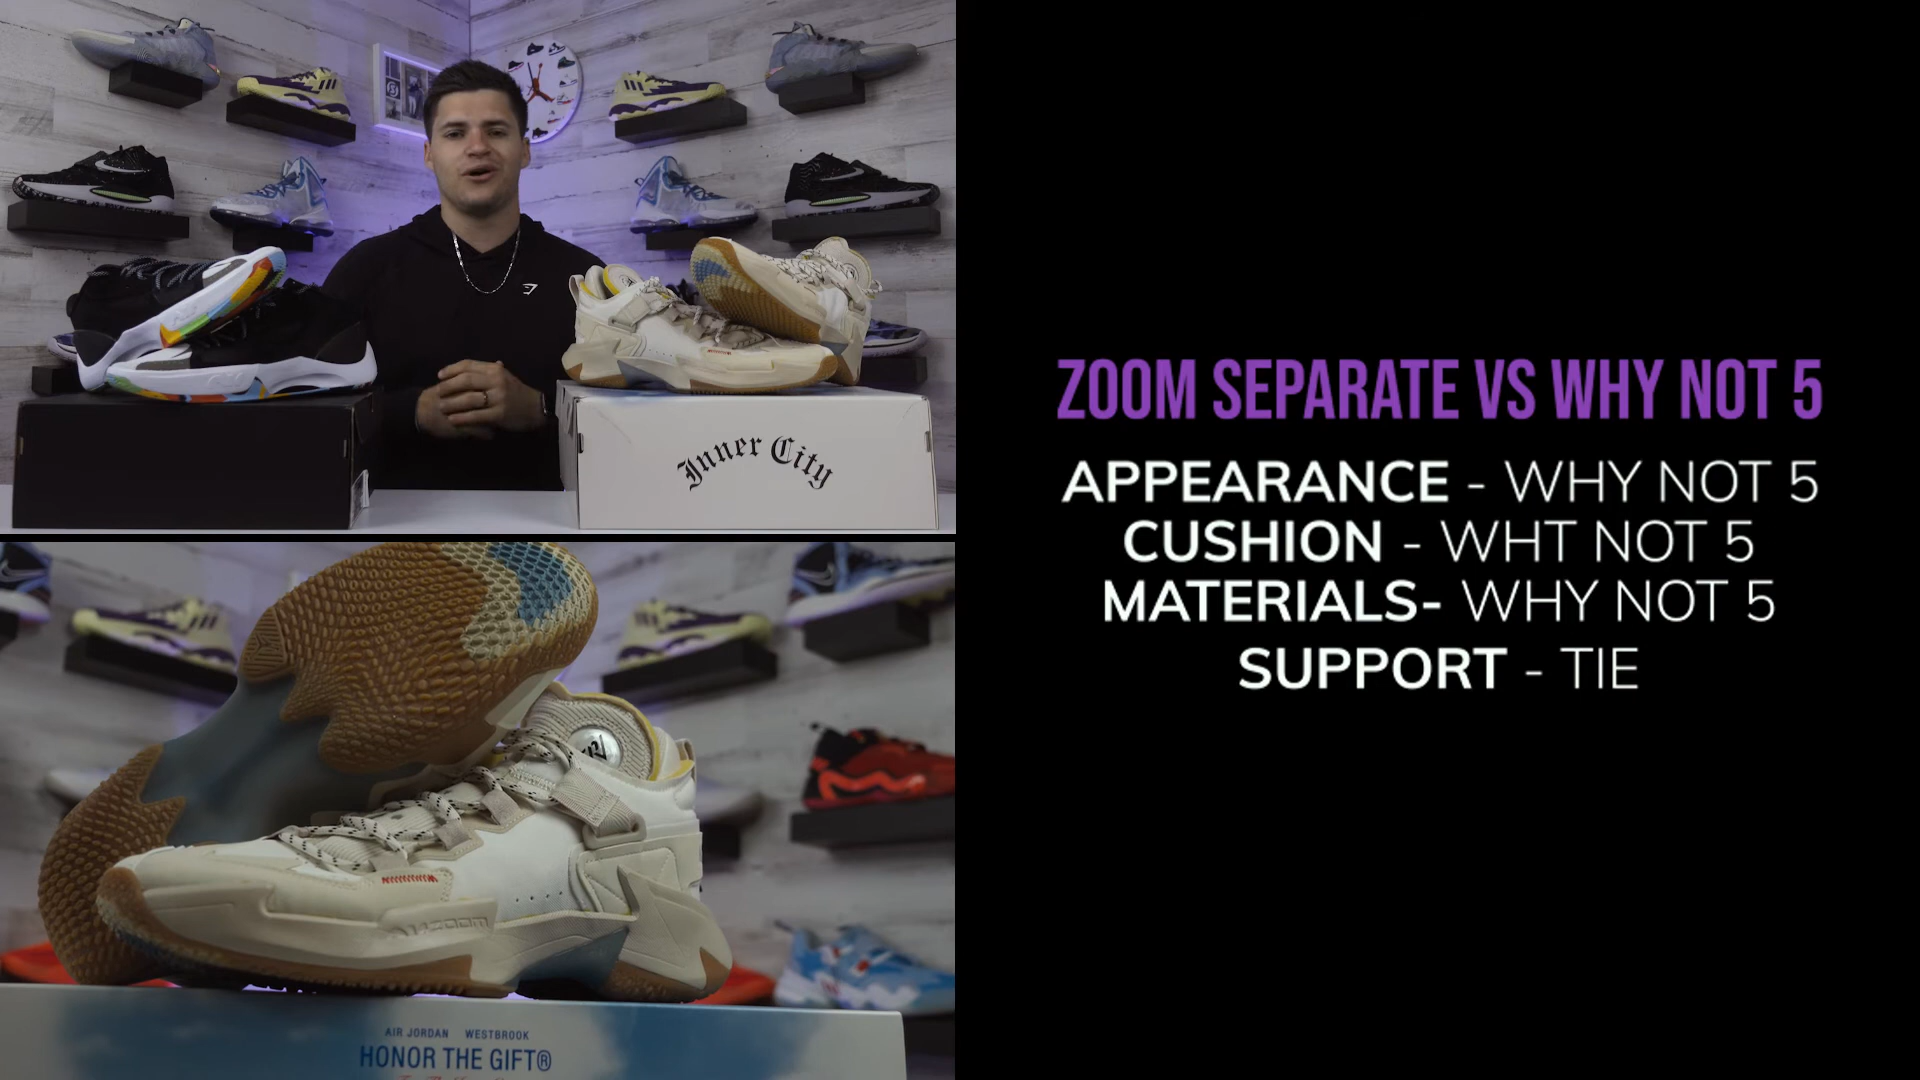 Inner City
ZOOM SEPARATE VS WHY NOT 5
APPEARANCE - WHY NOT 5
CUSHION - WHT NOT 5
MATERIALS- WHY NOT 5
SUPPORT - TIE
ZOOM
AIR JORDAN WESTBROOK
HONOR THE GIFT®